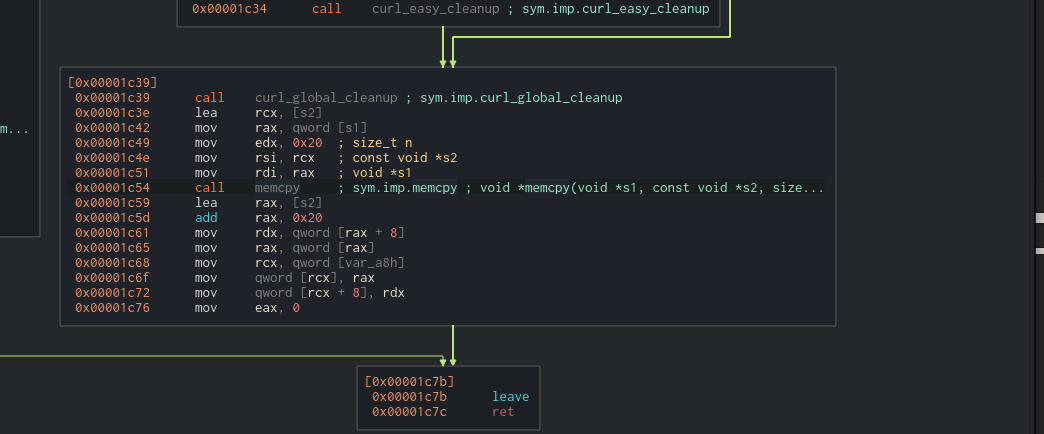 0x00001c34 call curl_easy_cleanup ; sym.imp.curl_easy_cleanup
[0x00001c39]
0x00001c39 call curl_global_cleanup ; sym.imp.curl_global_cleanup
0x00001c3e lea rcx, [s2]
m...
0x00001c42 mov rax, qword [s1]
0x00001c49 mov edx, 0x20 ; size_t n
0x00001c4e mov rsi, rcx ; const void *s2
0x00001c51 mov rdi, rax ; void *s1
0x00001c54 call memcpy ; sym.imp.memcpy ; void *memcpy(void *s1, const void *s2, size...
0x00001c59 lea rax, [s2]
0x00001c5d add rax, 0x20
0x00001c61 mov rdx, qword [rax + 8]
0x00001c65 mov rax, qword [rax]
0x00001c68 mov rcx, qword [var_a8h]
0x00001c6f mov qword [rcx], rax
0x00001c72 mov qword [rcx + 8], rdx
0x00001c76 mov eax, 0
[0x00001c7b]
0x00001c7b leave
0x00001c7c ret